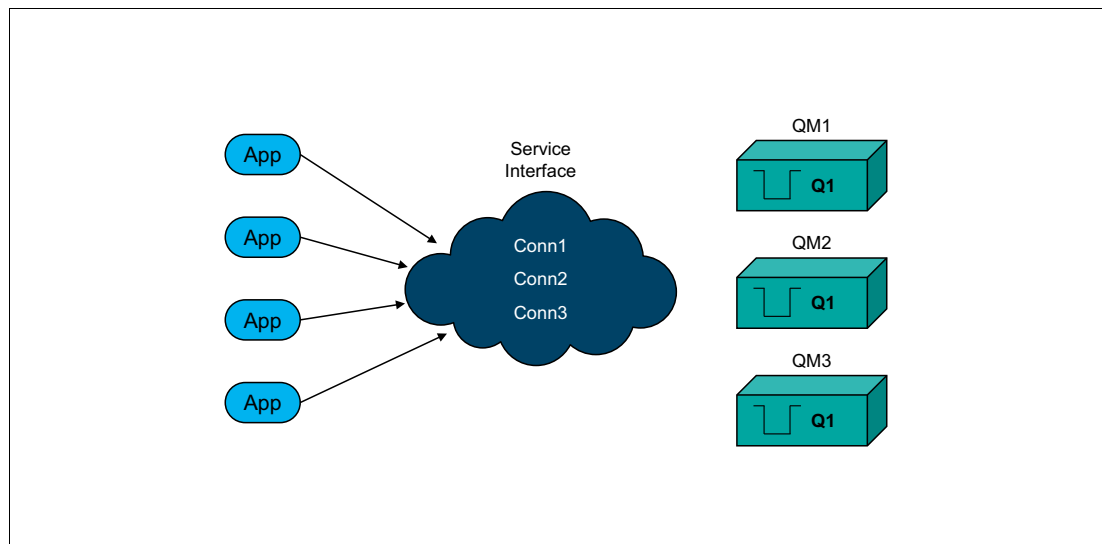 App
App
App
App
Service
Interface
Conn1
Conn2
Conn3
QM1
Q1
QM2
Q1
QM3
Q1